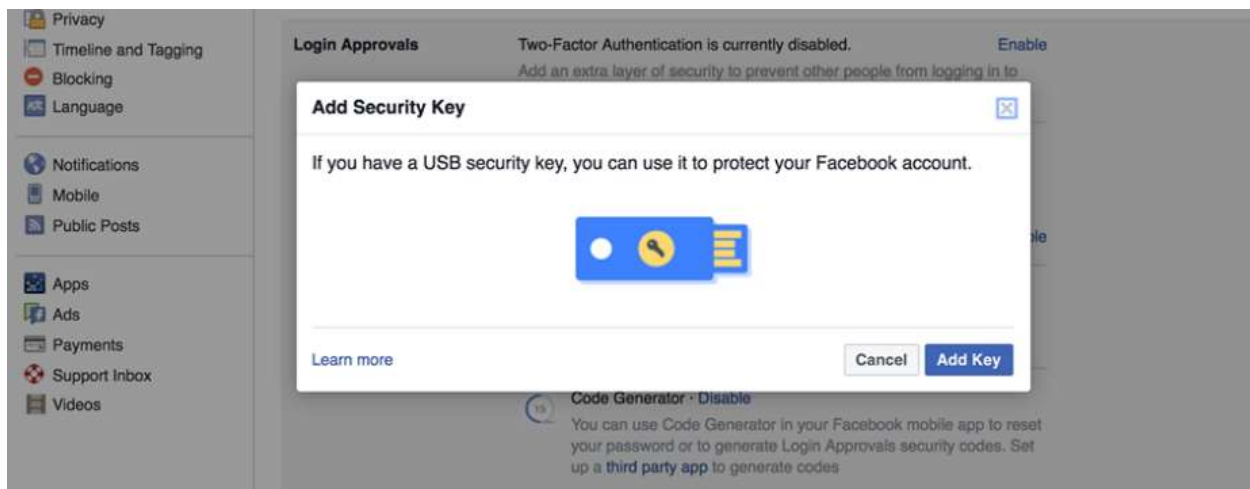 Privacy
Timeline and Tagging
Blocking
Language
Notifications
Mobile
Public Posts
Apps
Ads
Payments
Support Inbox
Videos
Login Approvals
Two-Factor Authentication is currently disabled.
Enable
Add an extra layer of security to prevent other people from logging in to
Add Security Key
If you have a USB security key, you can use it to protect your Facebook account.
Learn more
Cancel
Add Key
Code Generator · Disable
You can use Code Generator in your Facebook mobile app to reset
your password or to generate Login Approvals security codes. Set
up a third party app to generate codes